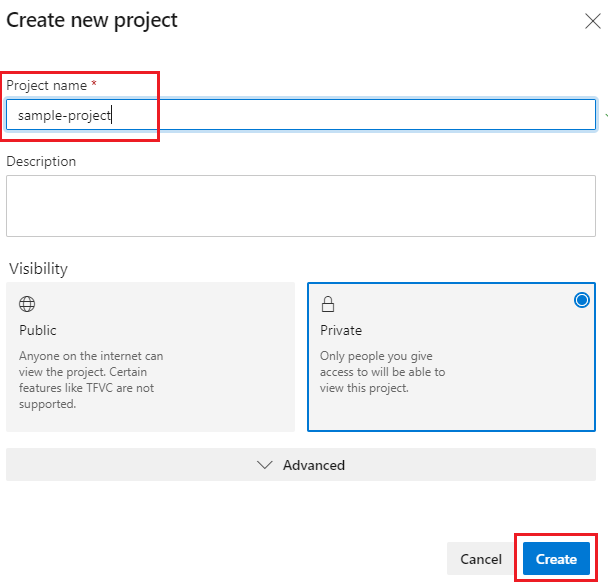 Create new project
Project name *
sample-project
Description
Visibility
Public
Anyone on the internet can
view the project. Certain
features like TFVC are not
supported.
Private
Only people you give
access to will be able to
view this project.
Advanced
Cancel
Create